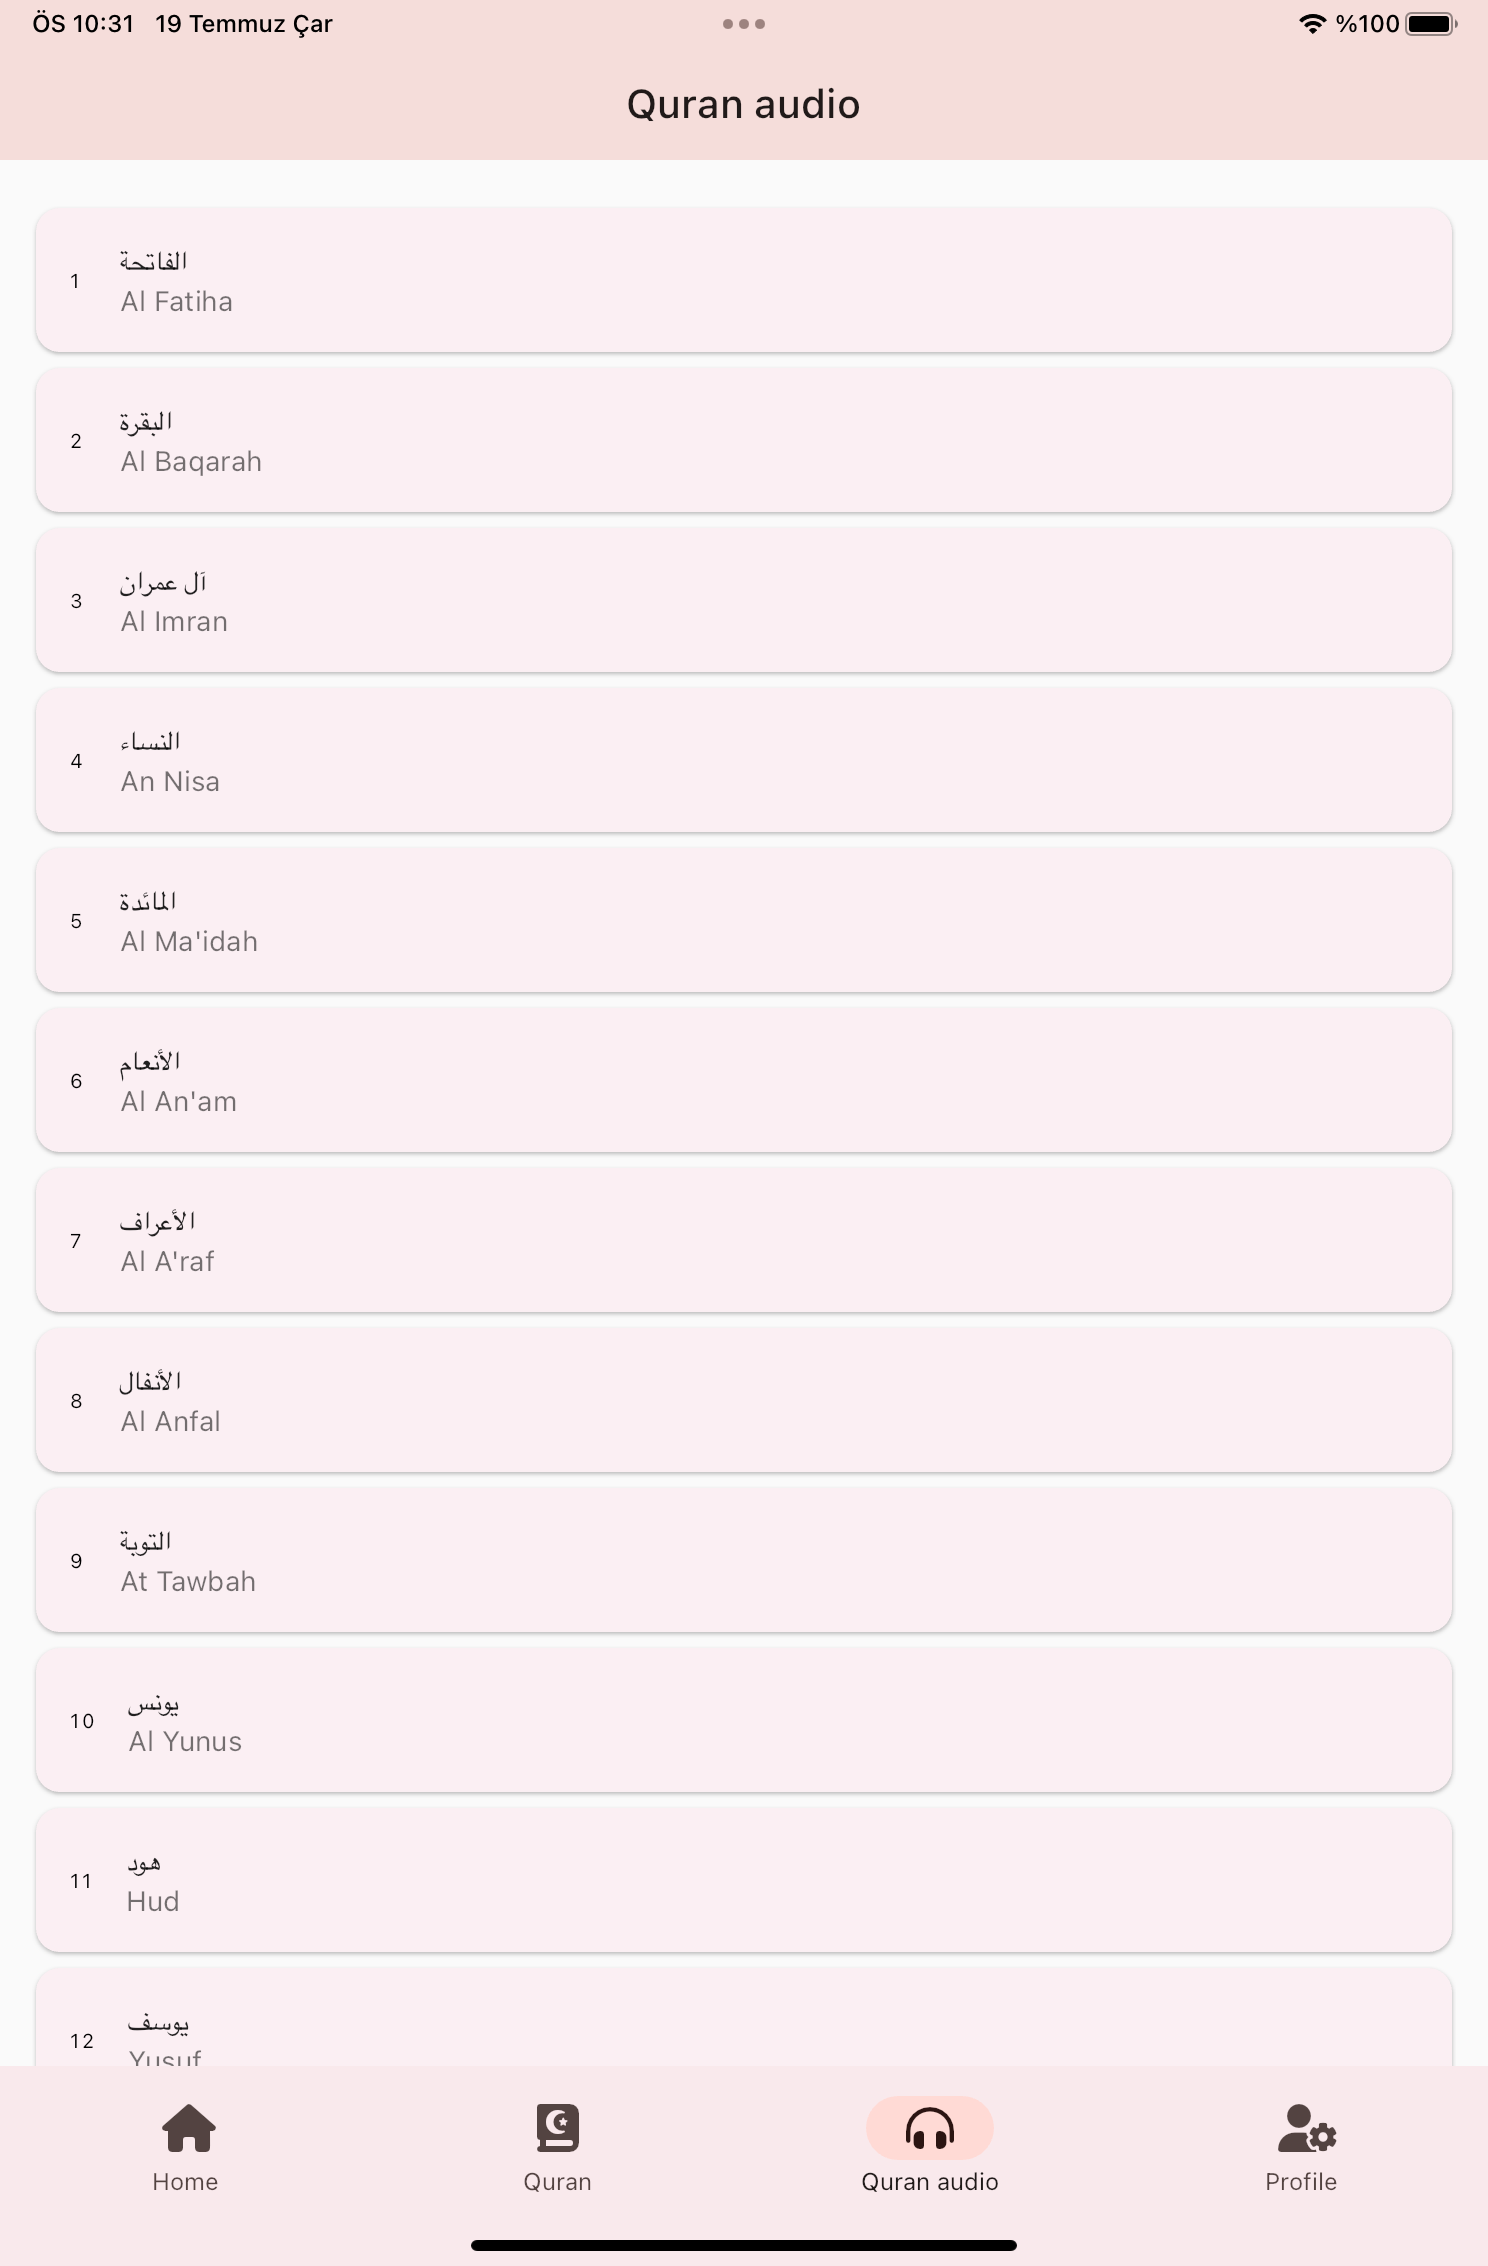 ÖS 10:31 19 Temmuz Çar
%100
Quran audio
1
الفاتحة
Al Fatiha
2
البقرة
Al Baqarah
3
آل عمران
Al Imran
4
النساء
An Nisa
5
المائدة
Al Ma'idah
6
الأنعام
Al An'am
7
الأعراف
Al A'raf
8
الأنفال
Al Anfal
9
التوبة
At Tawbah
10
يونس
Al Yunus
11
هود
Hud
12
يوسف
Yusuf
Home
Quran
Quran audio
Profile